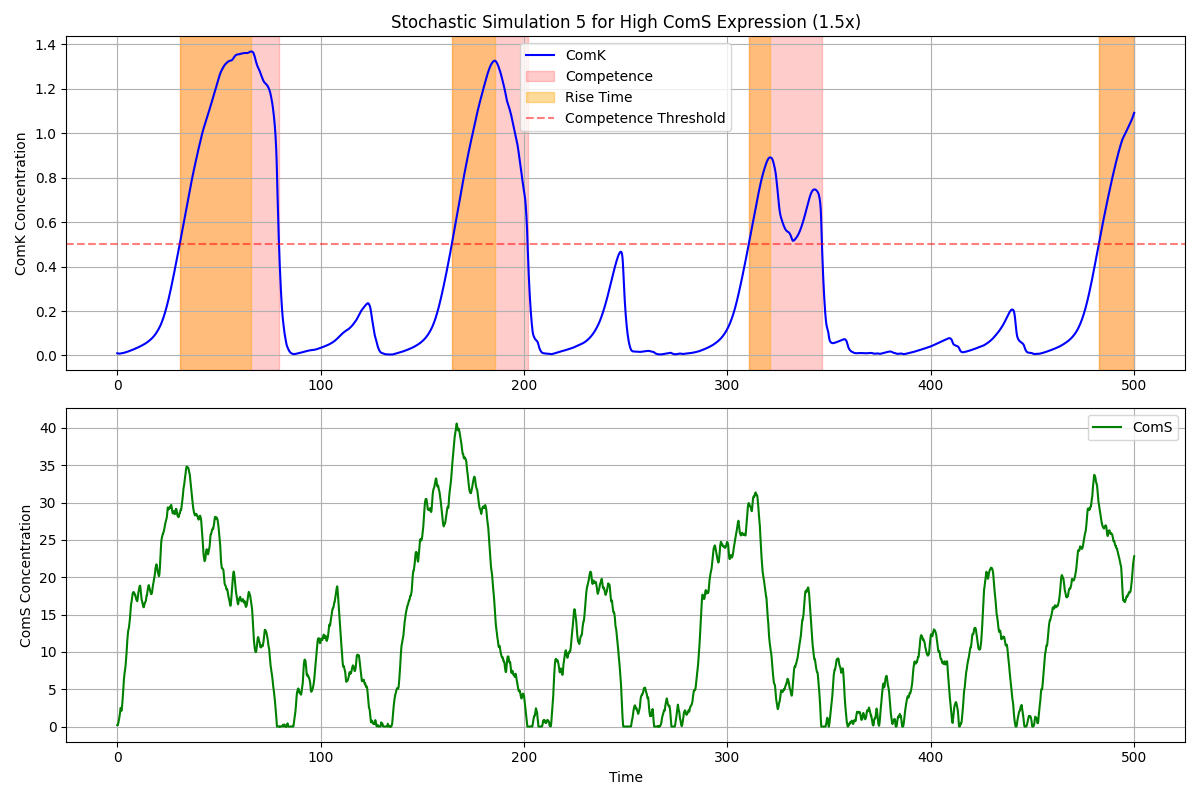 Stochastic Simulation 5 for High ComS Expression (1.5x)
ComK Concentration
1.4
1.2
1.0
0.8
0.6
0.4
0.2
0.0
ComK
Competence
Rise Time
Competence Threshold
0 100 200 300 400 500
ComS Concentration
40
35
30
25
20
15
10
5
0
ComS
0 100 200 300 400 500
Time